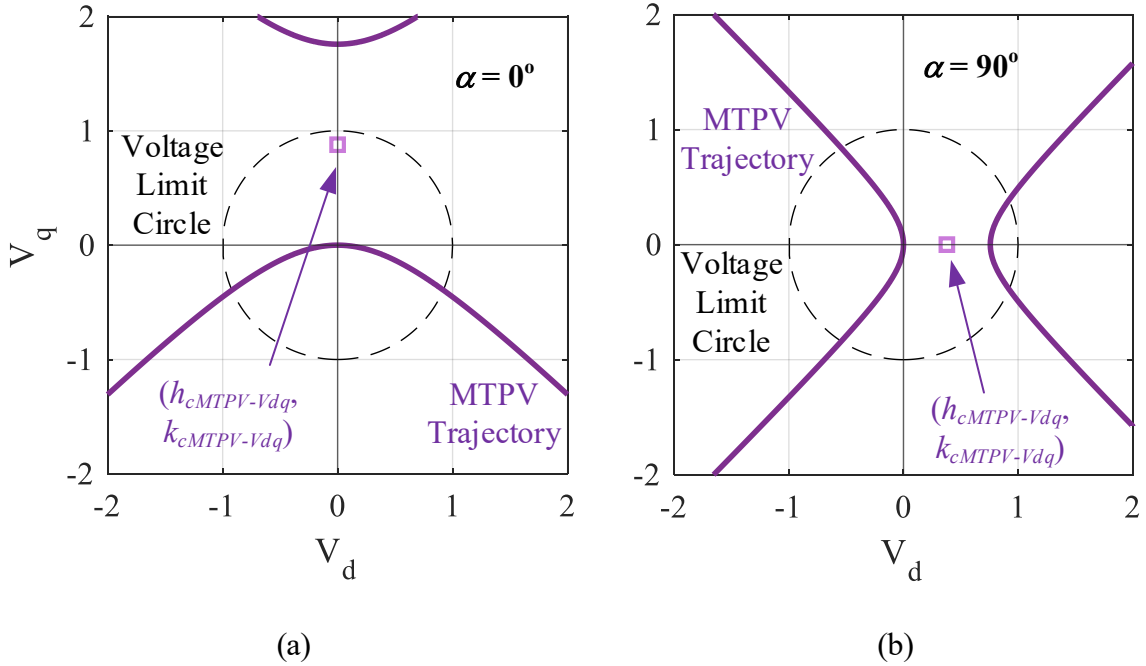 2
1
0
-1
-2
V_q
α = 0°
Voltage
Limit
Circle
(h_cMTPV-Vdq,
k_cMTPV-Vdq)
MTPV
Trajectory
-2
-1
0
1
2
V_d
(a)
2
1
0
-1
-2
α = 90°
MTPV
Trajectory
Voltage
Limit
Circle
(h_cMTPV-Vdq,
k_cMTPV-Vdq)
-2
-1
0
1
2
V_d
(b)